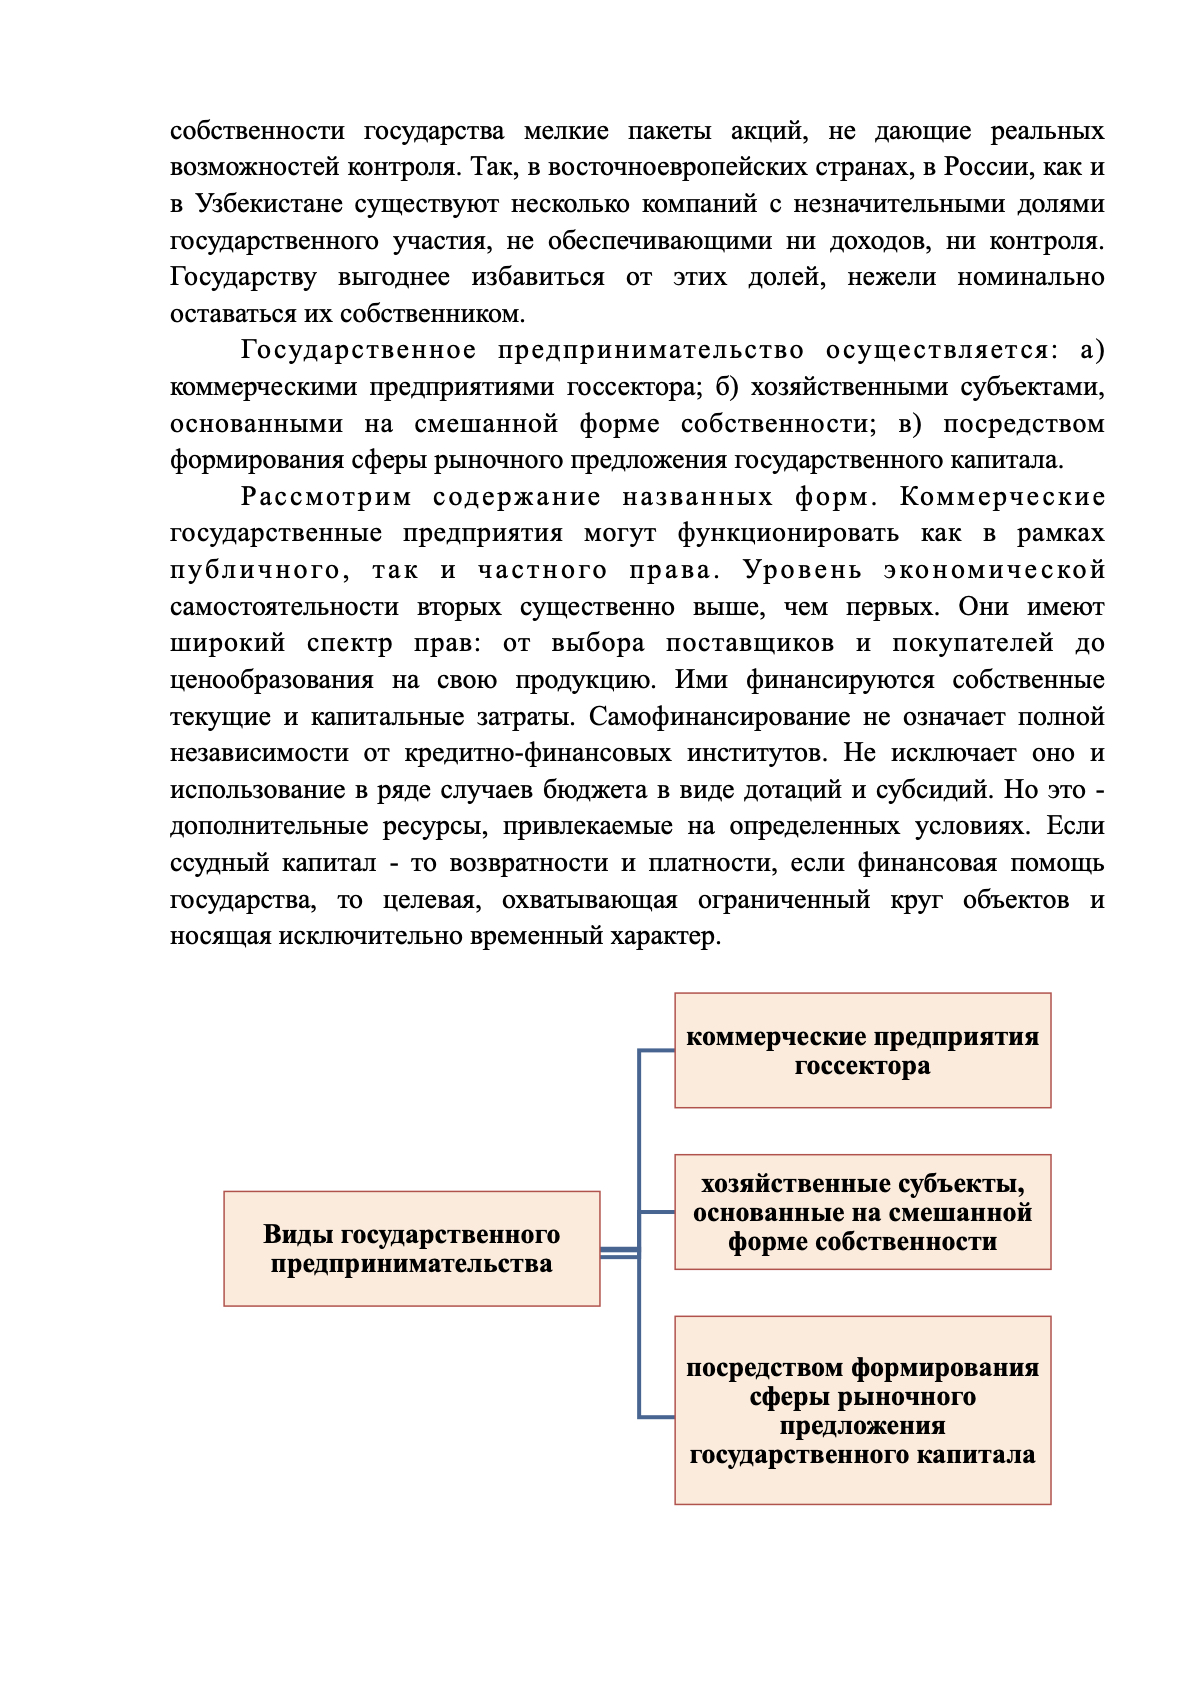 собственности государства мелкие пакеты акций, не дающие реальных
возможностей контроля. Так, в восточноевропейских странах, в России, как и
в Узбекистане существуют несколько компаний с незначительными долями
государственного участия, не обеспечивающими ни доходов, ни контроля.
Государству выгоднее избавиться от этих долей, нежели номинально
оставаться их собственником.
Государственное предпринимательство осуществляется: а)
коммерческими предприятиями госсектора; б) хозяйственными субъектами,
основанными на смешанной форме собственности; в) посредством
формирования сферы рыночного предложения государственного капитала.
Рассмотрим содержание названных форм. Коммерческие
государственные предприятия могут функционировать как в рамках
публичного, так и частного права. Уровень экономической
самостоятельности вторых существенно выше, чем первых. Они имеют
широкий спектр прав: от выбора поставщиков и покупателей до
ценообразования на свою продукцию. Ими финансируются собственные
текущие и капитальные затраты. Самофинансирование не означает полной
независимости от кредитно-финансовых институтов. Не исключает оно и
использование в ряде случаев бюджета в виде дотаций и субсидий. Но это -
дополнительные ресурсы, привлекаемые на определенных условиях. Если
ссудный капитал - то возвратности и платности, если финансовая помощь
государства, то целевая, охватывающая ограниченный круг объектов и
носящая исключительно временный характер.
Виды государственного
предпринимательства
коммерческие предприятия
госсектора
хозяйственные субъекты,
основанные на смешанной
форме собственности
посредством формирования
сферы рыночного
предложения
государственного капитала